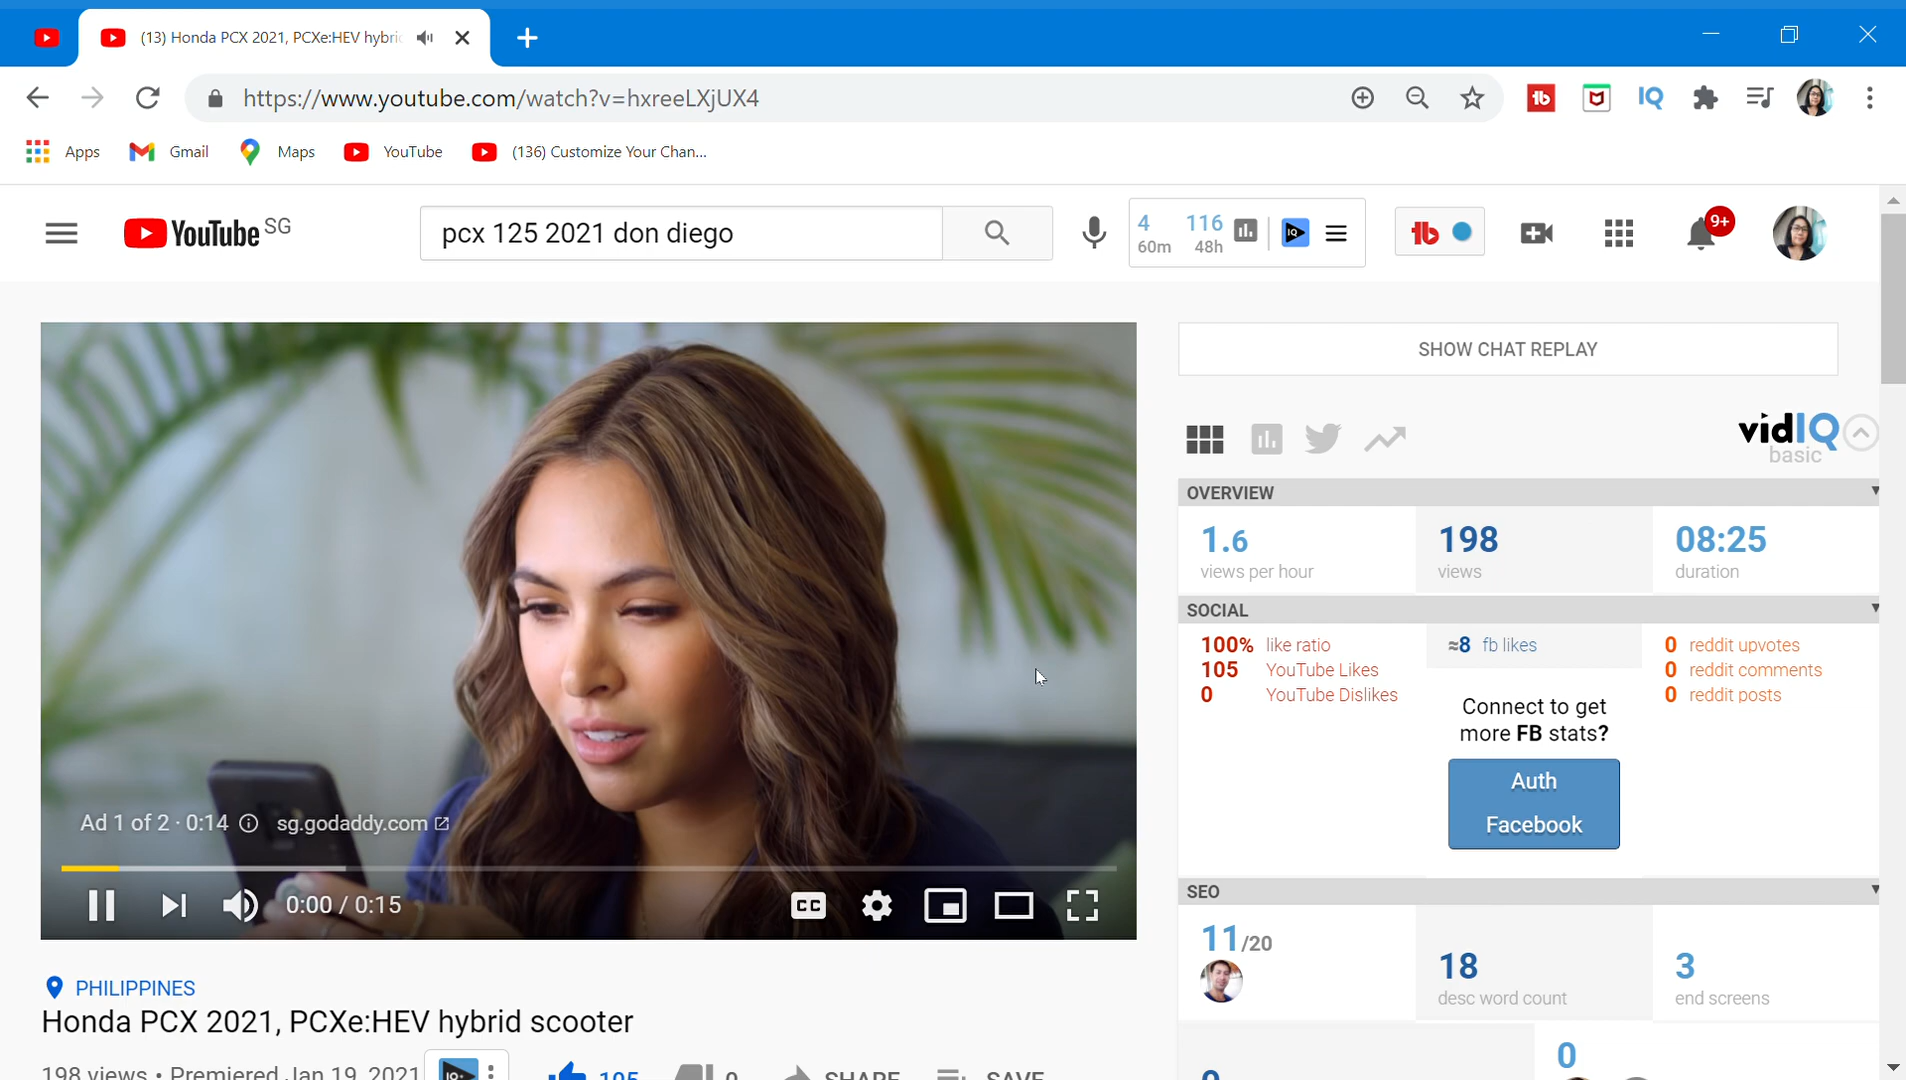 (13) Honda PCX 2021, PCXe:HEV hybri
https://www.youtube.com/watch?v=hxreeLXjUX4
Apps
Gmail
Maps
YouTube
(136) Customize Your Chan...
YouTube SG
pcx 125 2021 don diego
4 116
60m 48h
IQ
tb
9+
SHOW CHAT REPLAY
vidIQ
basic
OVERVIEW
1.6 198 08:25
views per hour views duration
SOCIAL
100% like ratio ≈8 fb likes 0 reddit upvotes
105 YouTube Likes 0 reddit comments
0 YouTube Dislikes 0 reddit posts
Connect to get
more FB stats?
Auth
Facebook
Ad 1 of 2 · 0:14 sg.godaddy.com
0:00 / 0:15
CC
SEO
11/20
18 3
desc word count end screens
0
PHILIPPINES
Honda PCX 2021, PCXe:HEV hybrid scooter
198 views • Premiered Jan 19, 2021
105 0 SHARE SAVE